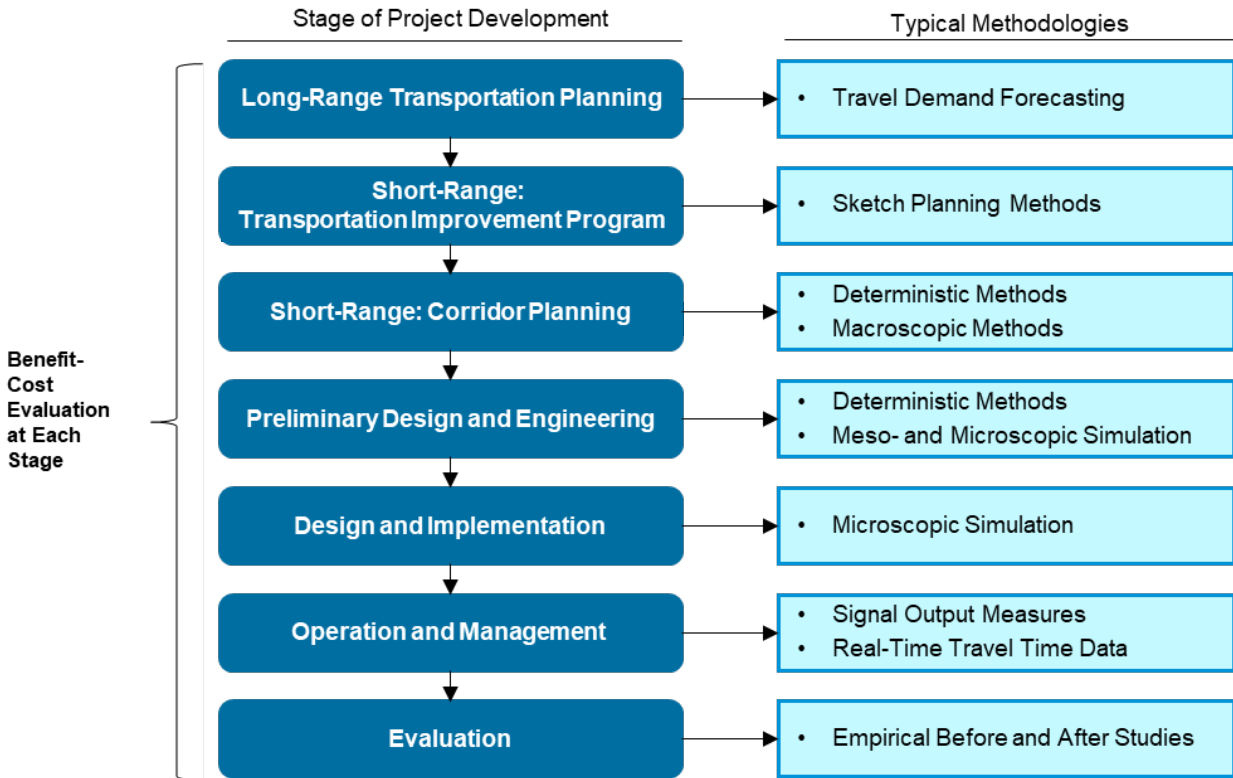 Stage of Project Development
Typical Methodologies
Long-Range Transportation Planning
• Travel Demand Forecasting
Short-Range:
Transportation Improvement Program
• Sketch Planning Methods
Short-Range: Corridor Planning
• Deterministic Methods
• Macroscopic Methods
Benefit-
Cost
Evaluation
at Each
Stage
Preliminary Design and Engineering
• Deterministic Methods
• Meso- and Microscopic Simulation
Design and Implementation
• Microscopic Simulation
Operation and Management
• Signal Output Measures
• Real-Time Travel Time Data
Evaluation
• Empirical Before and After Studies